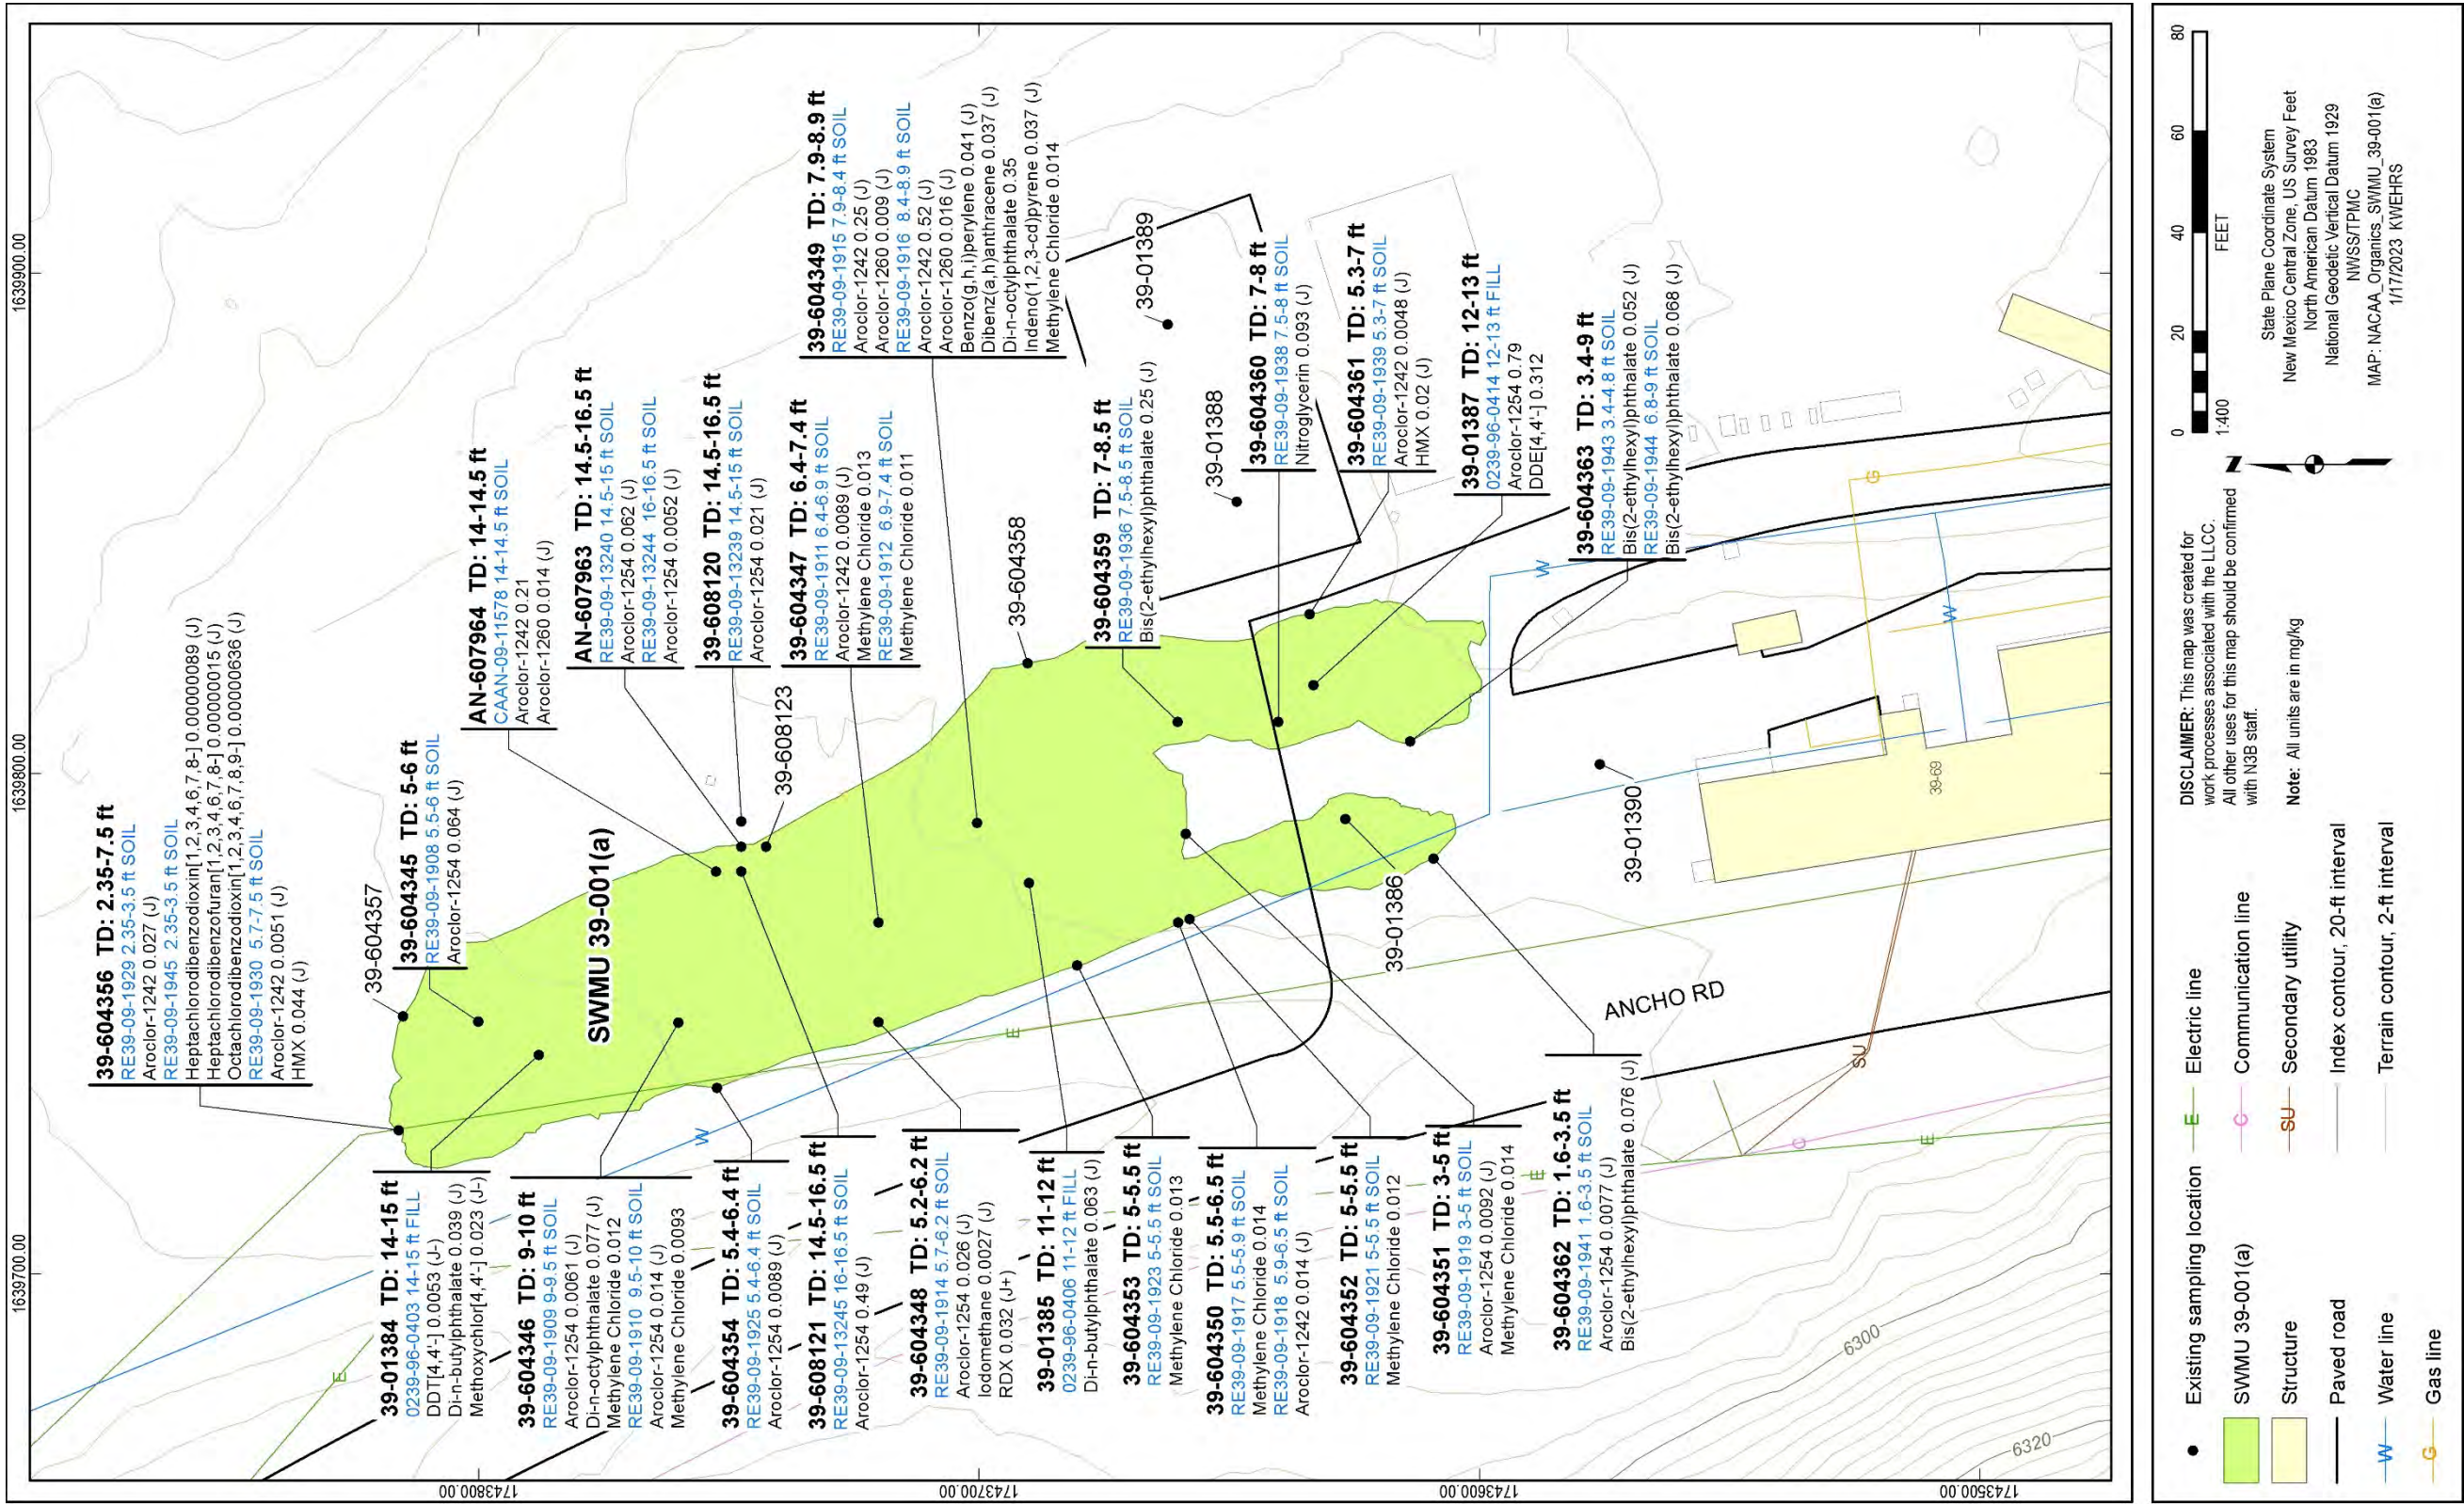 1639700.00
1639800.00
1639900.00
1743800.00
1743700.00
1743600.00
1743500.00
39-604356 TD: 2.35-7.5 ft
RE39-09-1929 2.35-3.5 ft SOIL
Aroclor-1242 0.027 (J)
RE39-09-1945 2.35-3.5 ft SOIL
Heptachlorodibenzodioxin[1,2,3,4,6,7,8-] 0.00000089 (J)
Heptachlorodibenzofuran[1,2,3,4,6,7,8-] 0.00000015 (J)
Octachlorodibenzodioxin[1,2,3,4,6,7,8,9-] 0.00000636 (J)
RE39-09-1930 5.7-7.5 ft SOIL
Aroclor-1242 0.0051 (J)
HMX 0.044 (J)
39-604357
39-604345 TD: 5-6 ft
RE39-09-1908 5.5-6 ft SOIL
Aroclor-1254 0.064 (J)
AN-607964 TD: 14-14.5 ft
CAAN-09-11578 14-14.5 ft SOIL
Aroclor-1242 0.21
Aroclor-1260 0.014 (J)
AN-607963 TD: 14.5-16.5 ft
RE39-09-13240 14.5-15 ft SOIL
Aroclor-1254 0.062 (J)
RE39-09-13244 16-16.5 ft SOIL
Aroclor-1254 0.0052 (J)
39-608120 TD: 14.5-16.5 ft
RE39-09-13239 14.5-15 ft SOIL
Aroclor-1254 0.021 (J)
39-608123
39-604347 TD: 6.4-7.4 ft
RE39-09-1911 6.4-6.9 ft SOIL
Aroclor-1242 0.0089 (J)
Methylene Chloride 0.013
RE39-09-1912 6.9-7.4 ft SOIL
Methylene Chloride 0.011
39-604349 TD: 7.9-8.9 ft
RE39-09-1915 7.9-8.4 ft SOIL
Aroclor-1242 0.25 (J)
Aroclor-1260 0.009 (J)
RE39-09-1916 8.4-8.9 ft SOIL
Aroclor-1242 0.52 (J)
Aroclor-1260 0.016 (J)
Benzo(g,h,i)perylene 0.041 (J)
Dibenz(a,h)anthracene 0.037 (J)
Di-n-octylphthalate 0.35
Indeno(1,2,3-cd)pyrene 0.037 (J)
Methylene Chloride 0.014
39-604358
39-604359 TD: 7-8.5 ft
RE39-09-1936 7.5-8.5 ft SOIL
Bis(2-ethylhexyl)phthalate 0.25 (J)
39-01389
39-01388
39-604360 TD: 7-8 ft
RE39-09-1938 7.5-8 ft SOIL
Nitroglycerin 0.093 (J)
39-604361 TD: 5.3-7 ft
RE39-09-1939 5.3-7 ft SOIL
Aroclor-1242 0.0048 (J)
HMX 0.02 (J)
39-01387 TD: 12-13 ft
0239-96-0414 12-13 ft FILL
Aroclor-1254 0.79
DDE[4,4'-] 0.312
39-604363 TD: 3.4-9 ft
RE39-09-1943 3.4-4.8 ft SOIL
Bis(2-ethylhexyl)phthalate 0.052 (J)
RE39-09-1944 6.8-9 ft SOIL
Bis(2-ethylhexyl)phthalate 0.068 (J)
SWMU 39-001(a)
39-01386
39-01390
39-69
ANCHO RD
39-01384 TD: 14-15 ft
0239-96-0403 14-15 ft FILL
DDT[4,4'-] 0.0053 (J-)
Di-n-butylphthalate 0.039 (J)
Methoxychlor[4,4'-] 0.023 (J-)
39-604346 TD: 9-10 ft
RE39-09-1909 9-9.5 ft SOIL
Aroclor-1254 0.0061 (J)
Di-n-octylphthalate 0.077 (J)
Methylene Chloride 0.012
RE39-09-1910 9.5-10 ft SOIL
Aroclor-1254 0.014 (J)
Methylene Chloride 0.0093
39-604354 TD: 5.4-6.4 ft
RE39-09-1925 5.4-6.4 ft SOIL
Aroclor-1254 0.0089 (J)
39-608121 TD: 14.5-16.5 ft
RE39-09-13245 16-16.5 ft SOIL
Aroclor-1254 0.49 (J)
39-604348 TD: 5.2-6.2 ft
RE39-09-1914 5.7-6.2 ft SOIL
Aroclor-1254 0.026 (J)
Iodomethane 0.0027 (J)
RDX 0.032 (J+)
39-01385 TD: 11-12 ft
0239-96-0406 11-12 ft FILL
Di-n-butylphthalate 0.063 (J)
39-604353 TD: 5-5.5 ft
RE39-09-1923 5-5.5 ft SOIL
Methylene Chloride 0.013
39-604350 TD: 5.5-6.5 ft
RE39-09-1917 5.5-5.9 ft SOIL
Methylene Chloride 0.014
RE39-09-1918 5.9-6.5 ft SOIL
Aroclor-1242 0.014 (J)
39-604352 TD: 5-5.5 ft
RE39-09-1921 5-5.5 ft SOIL
Methylene Chloride 0.012
39-604351 TD: 3-5 ft
RE39-09-1919 3-5 ft SOIL
Aroclor-1254 0.0092 (J)
Methylene Chloride 0.014
39-604362 TD: 1.6-3.5 ft
RE39-09-1941 1.6-3.5 ft SOIL
Aroclor-1254 0.0077 (J)
Bis(2-ethylhexyl)phthalate 0.076 (J)
E
E
E
E
W
W
W
G
SU
C
6300
6320
Existing sampling location
SWMU 39-001(a)
Structure
Paved road
W Water line
G Gas line
E Electric line
C Communication line
SU Secondary utility
Index contour, 20-ft interval
Terrain contour, 2-ft interval
DISCLAIMER: This map was created for
work processes associated with the LLCC.
All other uses for this map should be confirmed
with N3B staff.
Note: All units are in mg/kg
N
0 20 40 60 80
1:400 FEET
State Plane Coordinate System
New Mexico Central Zone, US Survey Feet
North American Datum 1983
National Geodetic Vertical Datum 1929
NWSS/TPMC
MAP: NACAA_Organics_SWMU_39-001(a)
1/17/2023 KWEHRS